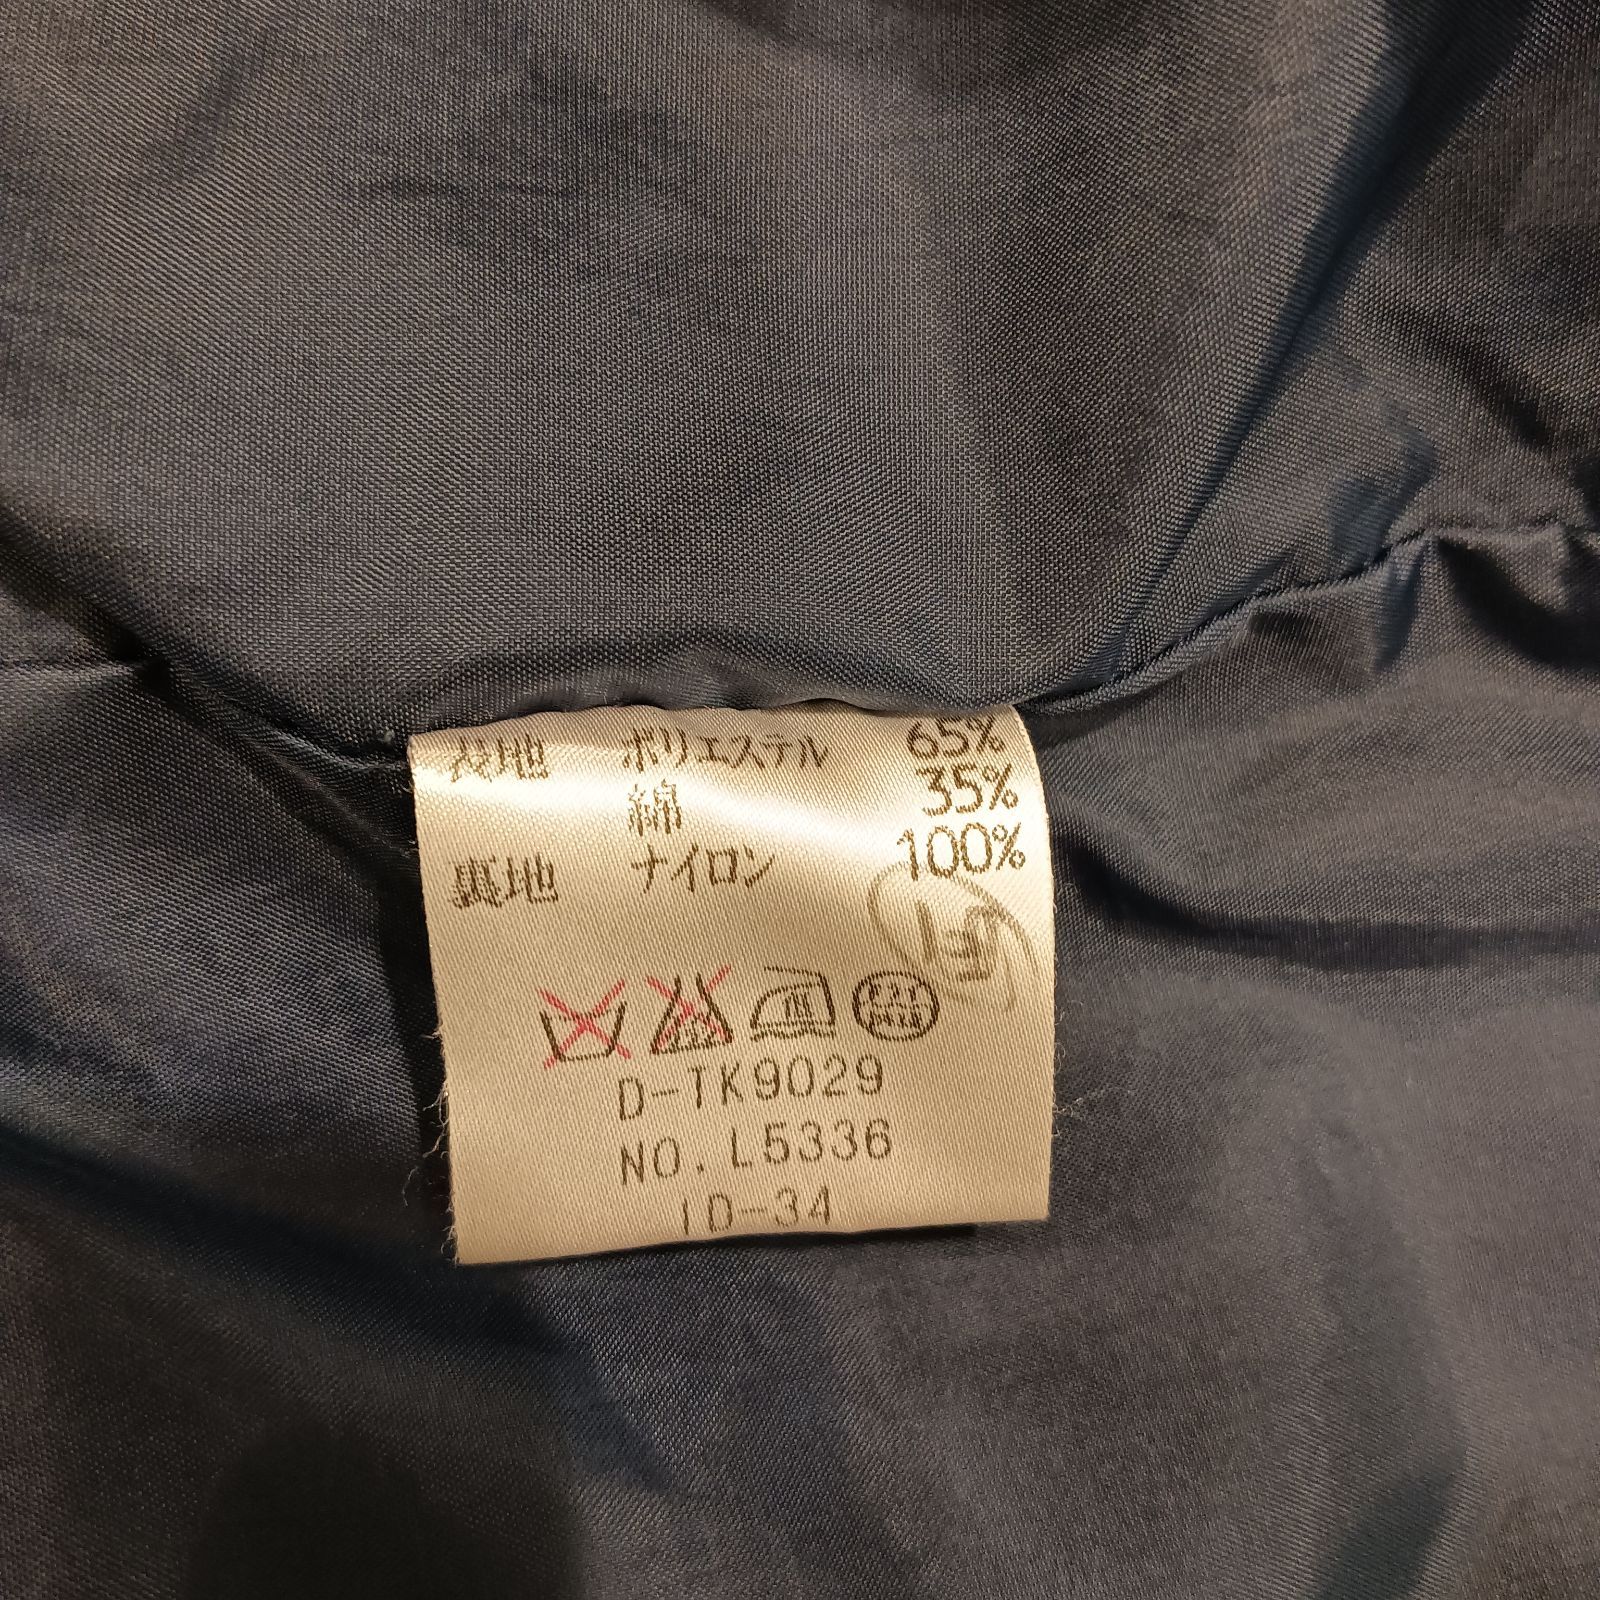 表地 ポリエステル 65%
綿 35%
裏地 ナイロン 100%
D-TK9029
NO.L5336
ID-34